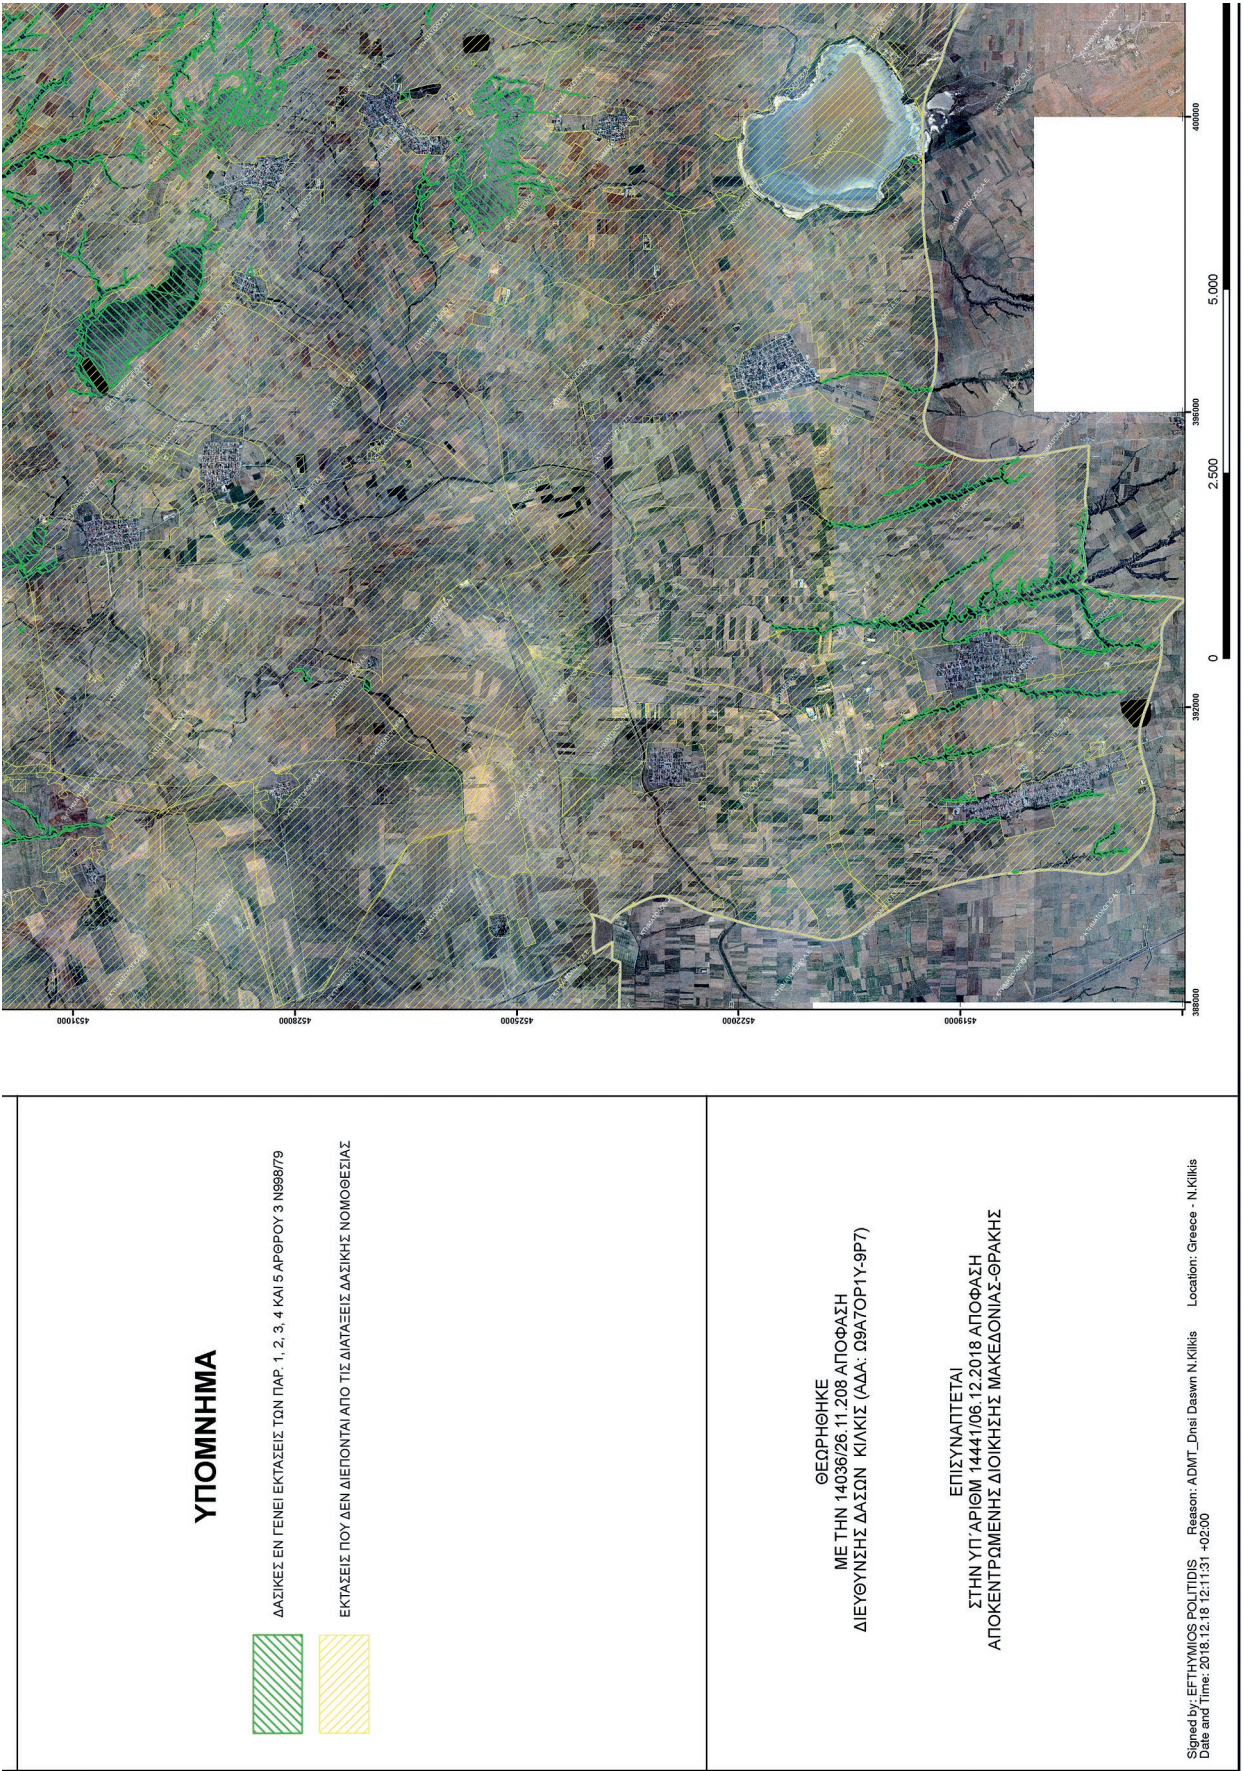 400000
396000
392000
388000
4531000
4528000
4525000
4522000
4519000
0
2.500
5.000
ΥΠΟΜΝΗΜΑ
ΔΑΣΙΚΕΣ ΕΝ ΓΕΝΕΙ ΕΚΤΑΣΕΙΣ ΤΩΝ ΠΑΡ. 1, 2, 3, 4 ΚΑΙ 5 ΑΡΘΡΟΥ 3 Ν998/79
ΕΚΤΑΣΕΙΣ ΠΟΥ ΔΕΝ ΔΙΕΠΟΝΤΑΙ ΑΠΟ ΤΙΣ ΔΙΑΤΑΞΕΙΣ ΔΑΣΙΚΗΣ ΝΟΜΟΘΕΣΙΑΣ
ΘΕΩΡΗΘΗΚΕ
ΜΕ ΤΗΝ 14036/26.11.208 ΑΠΟΦΑΣΗ
ΔΙΕΥΘΥΝΣΗΣ ΔΑΣΩΝ ΚΙΛΚΙΣ (ΑΔΑ: Ω9Α7ΟΡ1Υ-9Ρ7)
ΕΠΙΣΥΝΑΠΤΕΤΑΙ
ΣΤΗΝ ΥΠ΄ΑΡΙΘΜ 14441/06.12.2018 ΑΠΟΦΑΣΗ
ΑΠΟΚΕΝΤΡΩΜΕΝΗΣ ΔΙΟΙΚΗΣΗΣ ΜΑΚΕΔΟΝΙΑΣ-ΘΡΑΚΗΣ
Signed by: EFTHYMIOS POLITIDIS Reason: ADMT_Dnsi Daswn N.Kilkis Location: Greece - N.Kilkis
Date and Time: 2018.12.18 12:11:31 +02:00